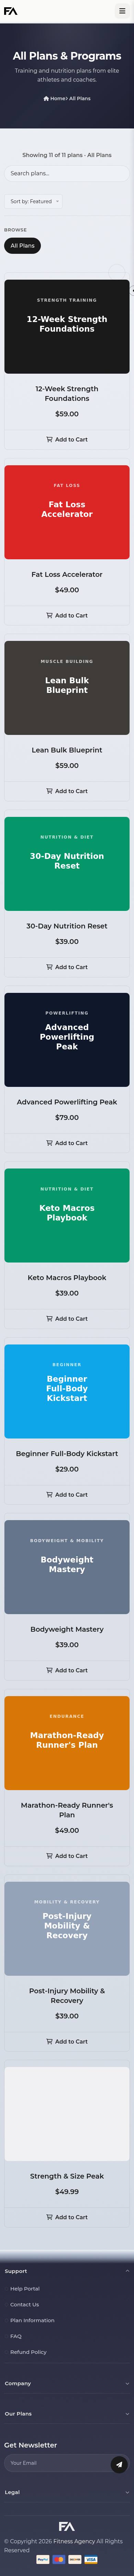 FA
All Plans & Programs
Training and nutrition plans from elite
athletes and coaches.
Home> All Plans
Showing 11 of 11 plans - All Plans
Search plans...
Sort by: Featured
BROWSE
All Plans
STRENGTH TRAINING
12-Week Strength
Foundations
12-Week Strength
Foundations
$59.00
Add to Cart
FAT LOSS
Fat Loss
Accelerator
Fat Loss Accelerator
$49.00
Add to Cart
MUSCLE BUILDING
Lean Bulk
Blueprint
Lean Bulk Blueprint
$59.00
Add to Cart
NUTRITION & DIET
30-Day Nutrition
Reset
30-Day Nutrition Reset
$39.00
Add to Cart
POWERLIFTING
Advanced
Powerlifting
Peak
Advanced Powerlifting Peak
$79.00
Add to Cart
NUTRITION & DIET
Keto Macros
Playbook
Keto Macros Playbook
$39.00
Add to Cart
BEGINNER
Beginner
Full-Body
Kickstart
Beginner Full-Body Kickstart
$29.00
Add to Cart
BODYWEIGHT & MOBILITY
Bodyweight
Mastery
Bodyweight Mastery
$39.00
Add to Cart
ENDURANCE
Marathon-Ready
Runner's Plan
Marathon-Ready Runner's
Plan
$49.00
Add to Cart
MOBILITY & RECOVERY
Post-Injury
Mobility &
Recovery
Post-Injury Mobility &
Recovery
$39.00
Add to Cart
Strength & Size Peak
$49.99
Add to Cart
Support
Help Portal
Contact Us
Plan Information
FAQ
Refund Policy
Company
Our Plans
Get Newsletter
Your Email
Legal
FA
© Copyright 2026 Fitness Agency All Rights
Reserved
PayPal
VISA